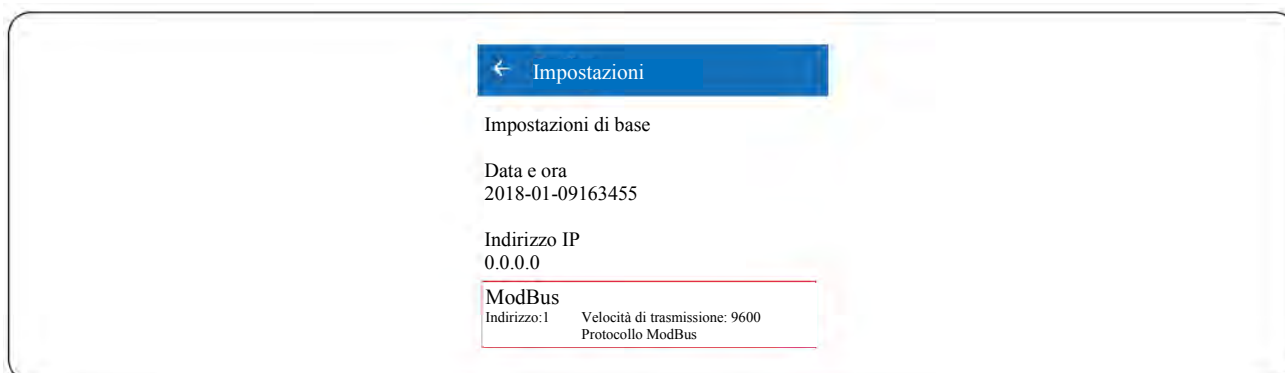 Impostazioni
Impostazioni di base
Data e ora
2018-01-09163455
Indirizzo IP
0.0.0.0
ModBus
Indirizzo:1 Velocità di trasmissione: 9600
Protocollo ModBus